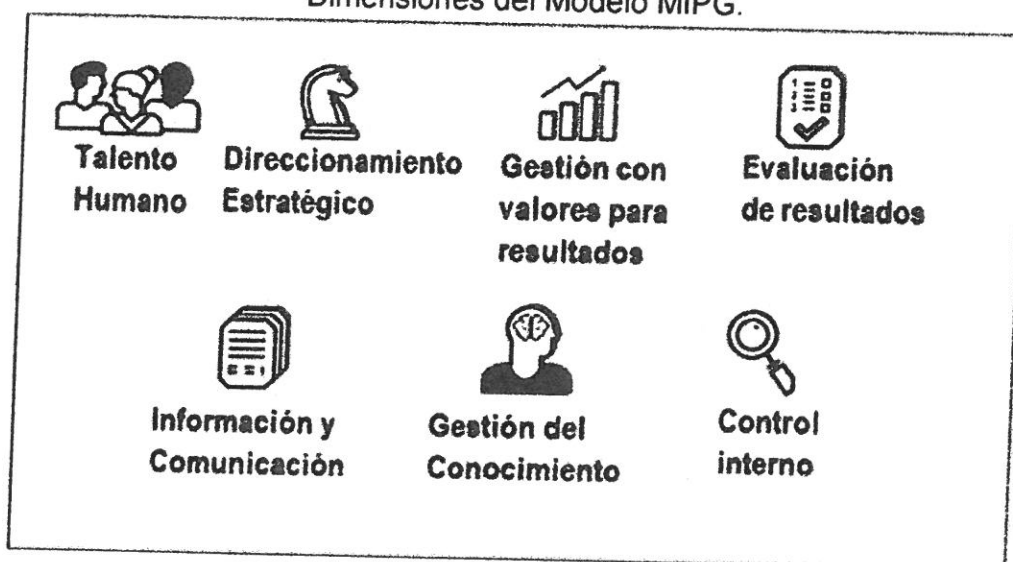 Dimensiones del Modelo MIPG.
Talento
Humano
Direccionamiento
Estratégico
Gestión con
valores para
resultados
Evaluación
de resultados
Información y
Comunicación
Gestión del
Conocimiento
Control
interno